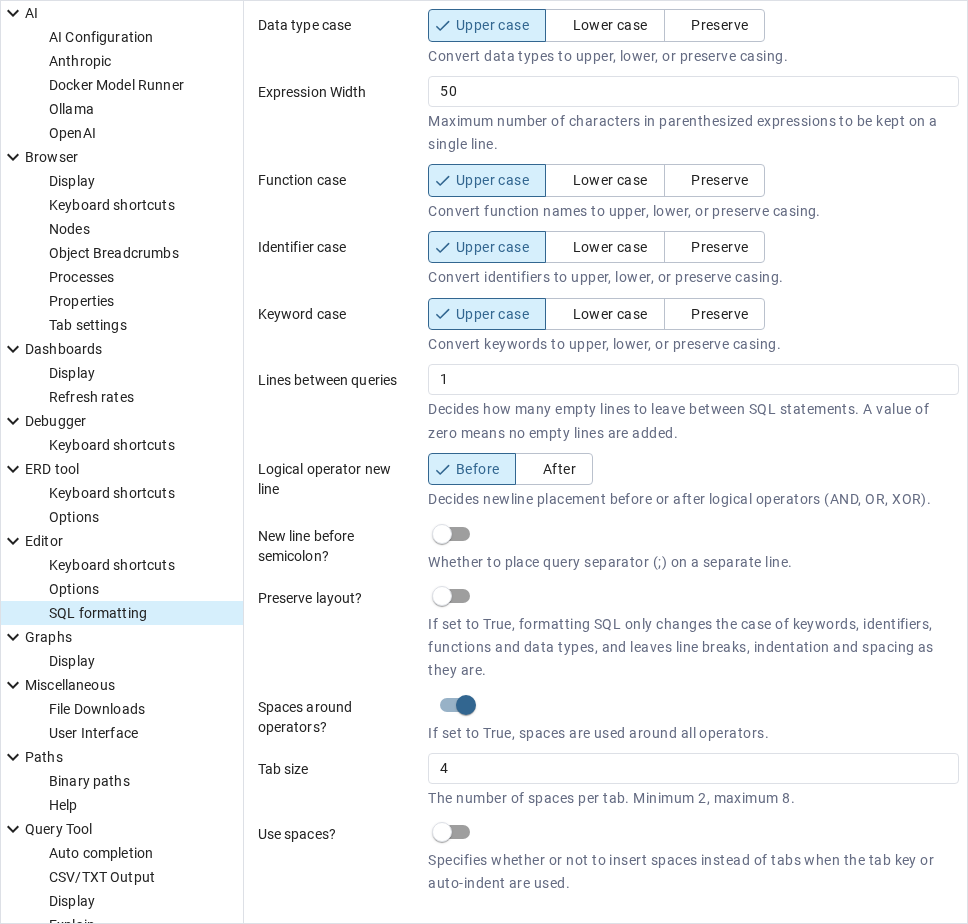 AI
AI Configuration
Anthropic
Docker Model Runner
Ollama
OpenAI
Browser
Display
Keyboard shortcuts
Nodes
Object Breadcrumbs
Processes
Properties
Tab settings
Dashboards
Display
Refresh rates
Debugger
Keyboard shortcuts
ERD tool
Keyboard shortcuts
Options
Editor
Keyboard shortcuts
Options
SQL formatting
Graphs
Display
Miscellaneous
File Downloads
User Interface
Paths
Binary paths
Help
Query Tool
Auto completion
CSV/TXT Output
Display
Explain
Data type case
Upper case Lower case Preserve
Convert data types to upper, lower, or preserve casing.
Expression Width
50
Maximum number of characters in parenthesized expressions to be kept on a
single line.
Function case
Upper case Lower case Preserve
Convert function names to upper, lower, or preserve casing.
Identifier case
Upper case Lower case Preserve
Convert identifiers to upper, lower, or preserve casing.
Keyword case
Upper case Lower case Preserve
Convert keywords to upper, lower, or preserve casing.
Lines between queries
1
Decides how many empty lines to leave between SQL statements. A value of
zero means no empty lines are added.
Logical operator new
line
Before After
Decides newline placement before or after logical operators (AND, OR, XOR).
New line before
semicolon?
Whether to place query separator (;) on a separate line.
Preserve layout?
If set to True, formatting SQL only changes the case of keywords, identifiers,
functions and data types, and leaves line breaks, indentation and spacing as
they are.
Spaces around
operators?
If set to True, spaces are used around all operators.
Tab size
4
The number of spaces per tab. Minimum 2, maximum 8.
Use spaces?
Specifies whether or not to insert spaces instead of tabs when the tab key or
auto-indent are used.